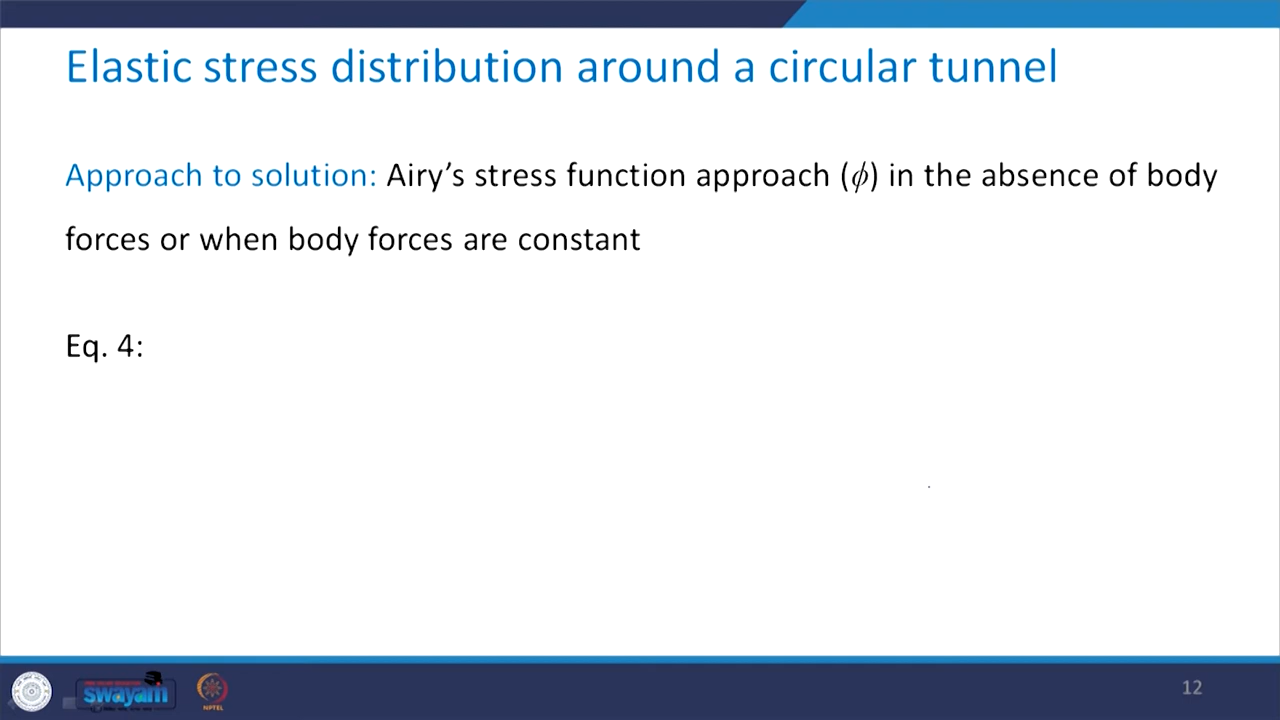 Elastic stress distribution around a circular tunnel
Approach to solution: Airy’s stress function approach (ϕ) in the absence of body
forces or when body forces are constant
Eq. 4:
swayam
NPTEL
12